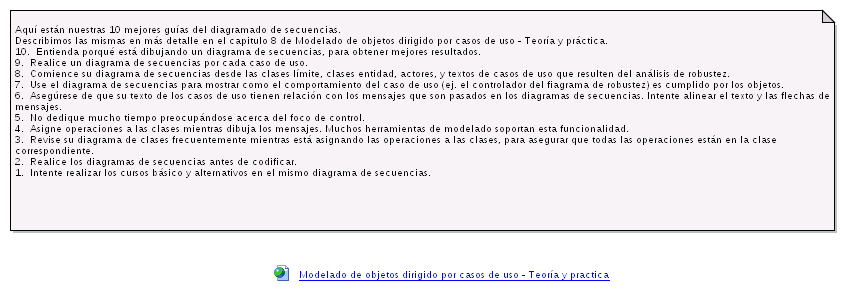 Aquí están nuestras 10 mejores guías del diagramado de secuencias.
Describimos las mismas en más detalle en el capitulo 8 de Modelado de objetos dirigido por casos de uso - Teoría y práctica.
10. Entienda porqué está dibujando un diagrama de secuencias, para obtener mejores resultados.
9. Realice un diagrama de secuencias por cada caso de uso.
8. Comience su diagrama de secuencias desde las clases límite, clases entidad, actores, y textos de casos de uso que resulten del análisis de robustez.
7. Use el diagrama de secuencias para mostrar como el comportamiento del caso de uso (ej. el controlador del fiagrama de robustez) es cumplido por los objetos.
6. Asegúrese de que su texto de los casos de uso tienen relación con los mensajes que son pasados en los diagramas de secuencias. Intente alinear el texto y las flechas de
mensajes.
5. No dedique mucho tiempo preocupándose acerca del foco de control.
4. Asigne operaciones a las clases mientras dibuja los mensajes. Muchos herramientas de modelado soportan esta funcionalidad.
3. Revise su diagrama de clases frecuentemente mientras está asignando las operaciones a las clases, para asegurar que todas las operaciones están en la clase
correspondiente.
2. Realice los diagramas de secuencias antes de codificar.
1. Intente realizar los cursos básico y alternativos en el mismo diagrama de secuencias.
Modelado de objetos dirigido por casos de uso - Teoría y practica